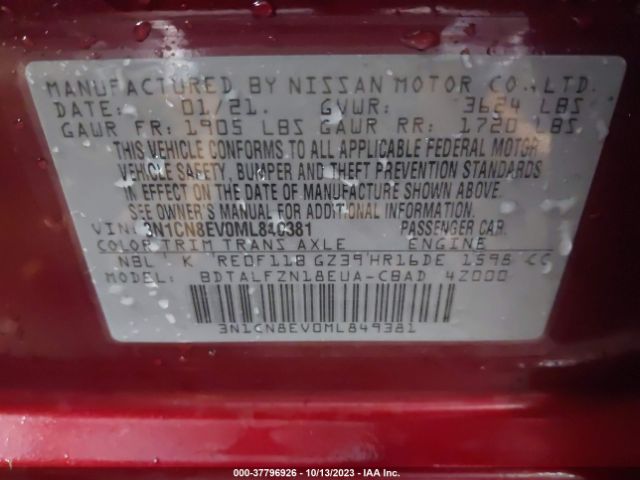 MANUFACTURED BY NISSAN MOTOR CO., LTD.
DATE: 01/21. GVWR: 3624 LBS
GAWR FR: 1905 LBS GAWR RR: 1720 LBS
THIS VEHICLE CONFORMS TO ALL APPLICABLE FEDERAL MOTOR
VEHICLE SAFETY, BUMPER AND THEFT PREVENTION STANDARDS
IN EFFECT ON THE DATE OF MANUFACTURE SHOWN ABOVE.
SEE OWNER'S MANUAL FOR ADDITIONAL INFORMATION.
VIN: 3N1CN8EV0ML849381 PASSENGER CAR.
COLOR TRIM TRANS AXLE ENGINE
NBL K RE0F11B GZ39 HR16DE 1598 CC
MODEL: BDTALFZN18EUA-CBAD 4Z000
3N1CN8EV0ML849381
000-37796926 - 10/13/2023 - IAA Inc.